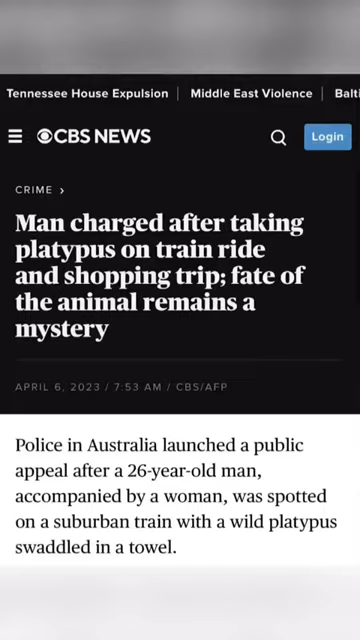 Tennessee House Expulsion | Middle East Violence | Balti
CBS NEWS
Login
CRIME >
Man charged after taking
platypus on train ride
and shopping trip; fate of
the animal remains a
mystery
APRIL 6, 2023 / 7:53 AM / CBS/AFP
Police in Australia launched a public
appeal after a 26-year-old man,
accompanied by a woman, was spotted
on a suburban train with a wild platypus
swaddled in a towel.